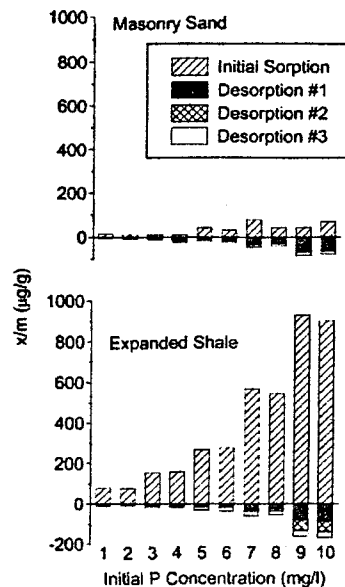 Masonry Sand
1000
800
600
400
200
0
Initial Sorption
Desorption #1
Desorption #2
Desorption #3
x/m (µg/g)
Expanded Shale
1000
800
600
400
200
0
-200
1 2 3 4 5 6 7 8 9 10
Initial P Concentration (mg/l)